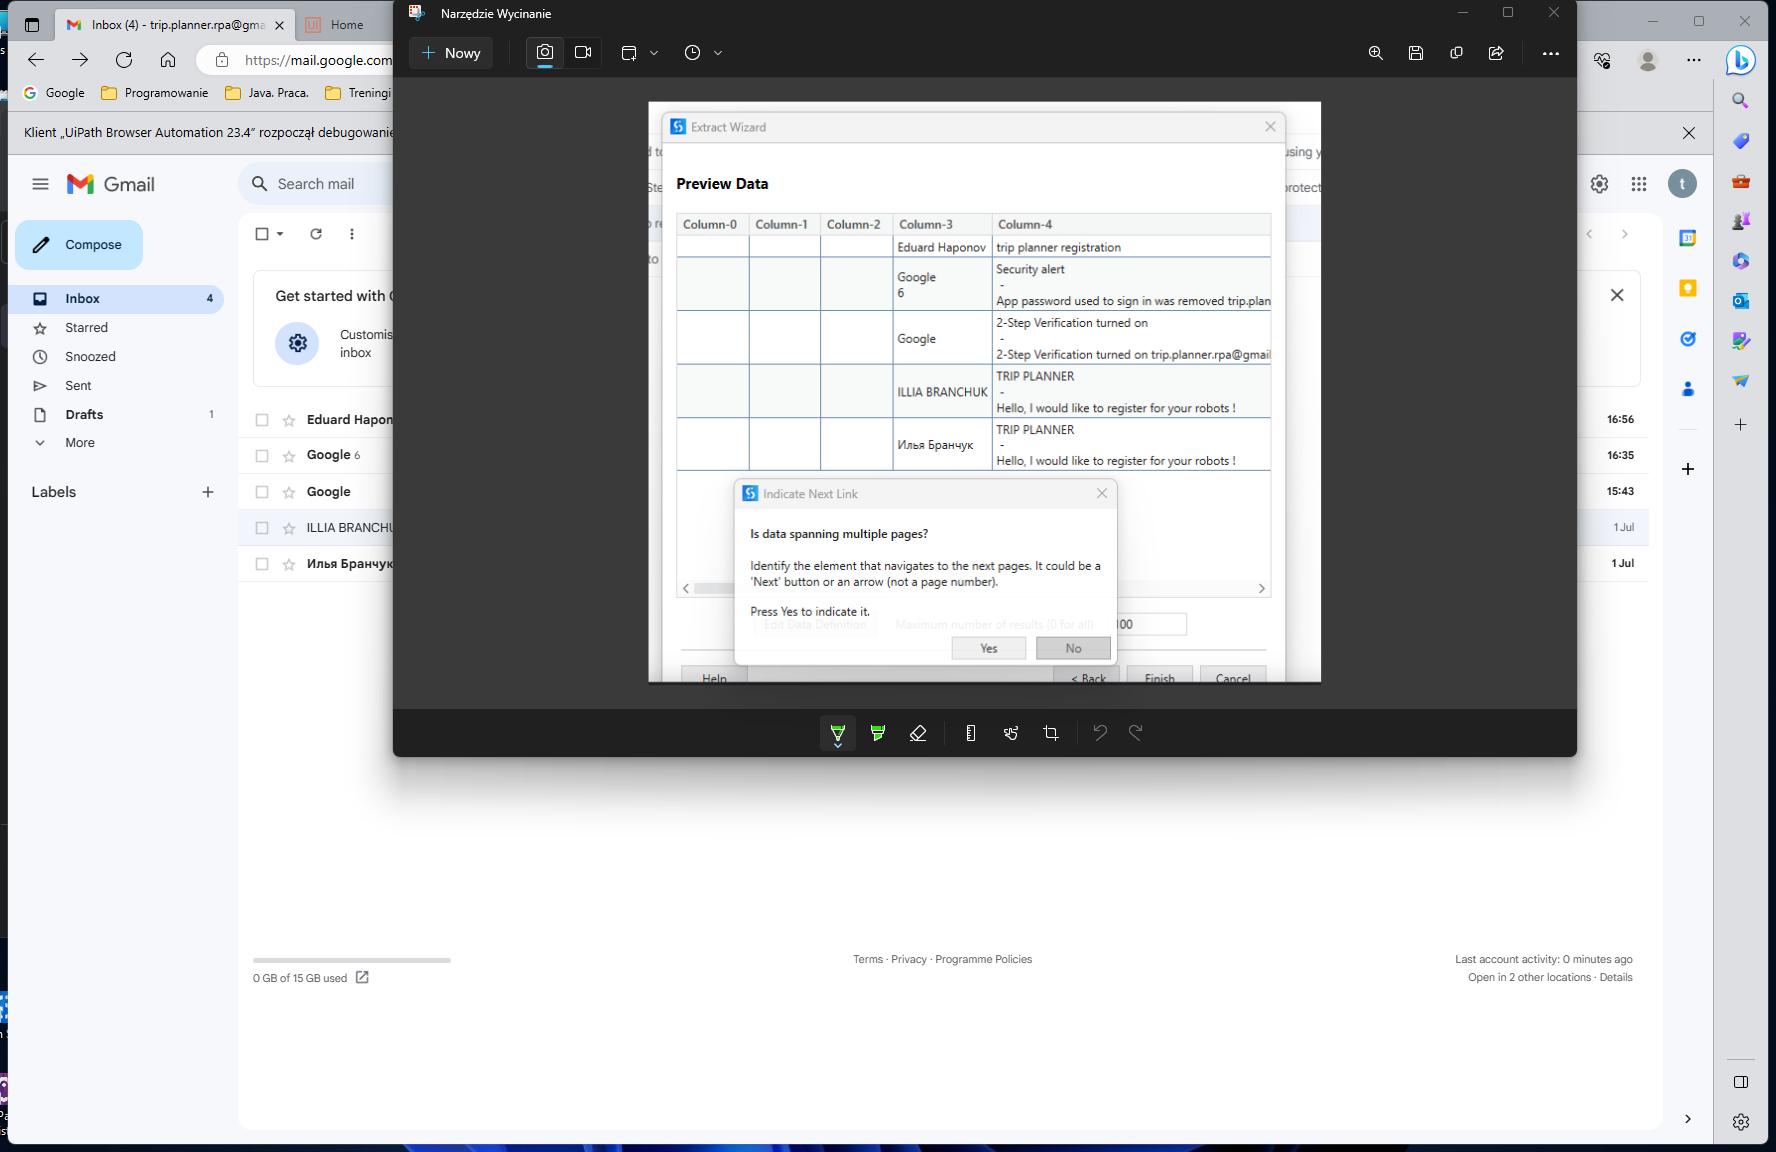 Inbox (4) - trip.planner.rpa@gma
Home
https://mail.google.com
Google
Programowanie
Java. Praca.
Treningi
Klient „UiPath Browser Automation 23.4” rozpoczął debugowanie
Gmail
Search mail
t
Compose
Inbox
4
Starred
Snoozed
Sent
Drafts
1
More
Labels
Get started with
Customis
inbox
Eduard Hapon
16:56
Google 6
16:35
Google
15:43
ILLIA BRANCHU
1 Jul
Илья Бранчук
1 Jul
0 GB of 15 GB used
Terms · Privacy · Programme Policies
Last account activity: 0 minutes ago
Open in 2 other locations · Details
Narzędzie Wycinanie
Nowy
Extract Wizard
Preview Data
Column-0 Column-1 Column-2 Column-3 Column-4
Eduard Haponov trip planner registration
Google
6
Security alert
-
App password used to sign in was removed trip.plan
Google
2-Step Verification turned on
-
2-Step Verification turned on trip.planner.rpa@gmail
ILLIA BRANCHUK
TRIP PLANNER
-
Hello, I would like to register for your robots !
Илья Бранчук
TRIP PLANNER
-
Hello, I would like to register for your robots !
using y
protect
Indicate Next Link
Is data spanning multiple pages?
Identify the element that navigates to the next pages. It could be a
'Next' button or an arrow (not a page number).
Press Yes to indicate it.
Edit Data Definition
Maximum number of results (0 for all)
100
Yes
No
Help
< Back
Finish
Cancel